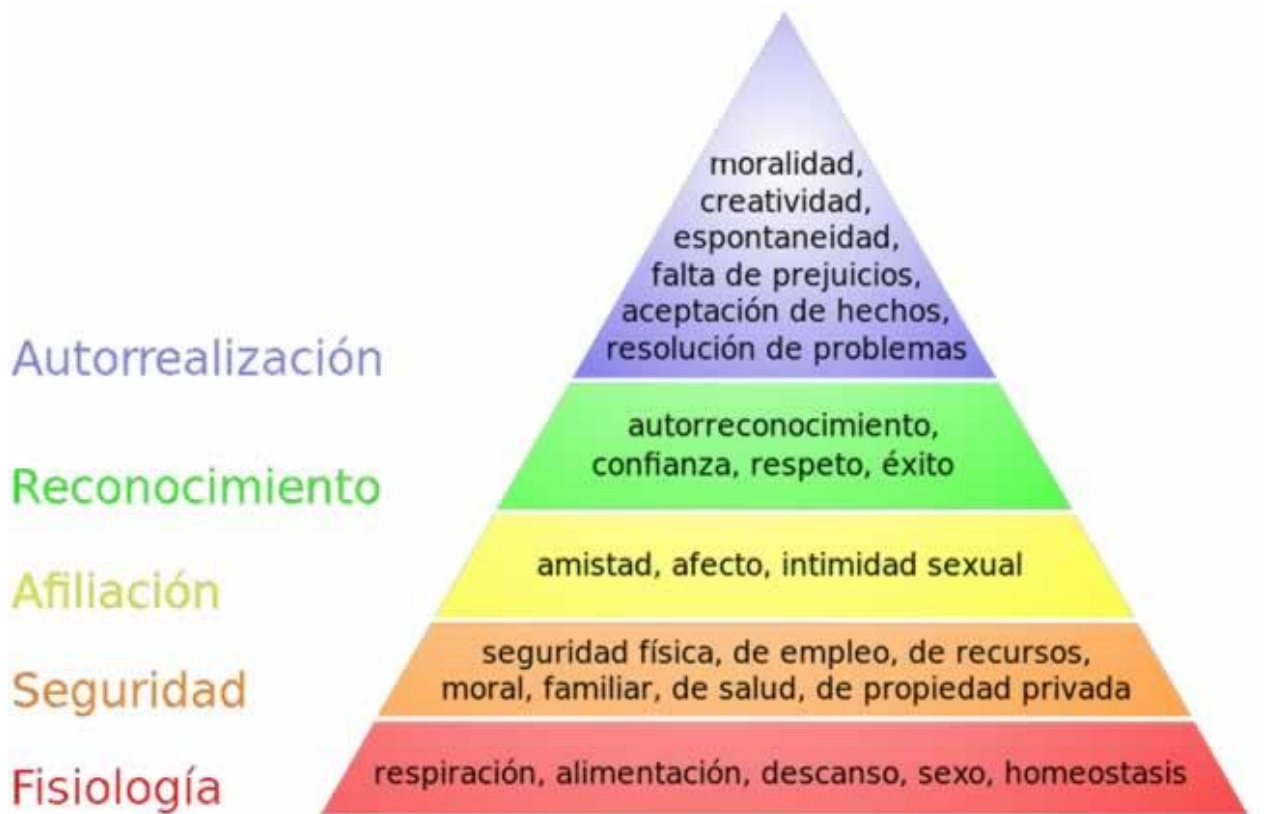 moralidad,
creatividad,
espontaneidad,
falta de prejuicios,
aceptación de hechos,
resolución de problemas
Autorrealización
autorreconocimiento,
confianza, respeto, éxito
Reconocimiento
amistad, afecto, intimidad sexual
Afiliación
seguridad física, de empleo, de recursos,
moral, familiar, de salud, de propiedad privada
Seguridad
respiración, alimentación, descanso, sexo, homeostasis
Fisiología